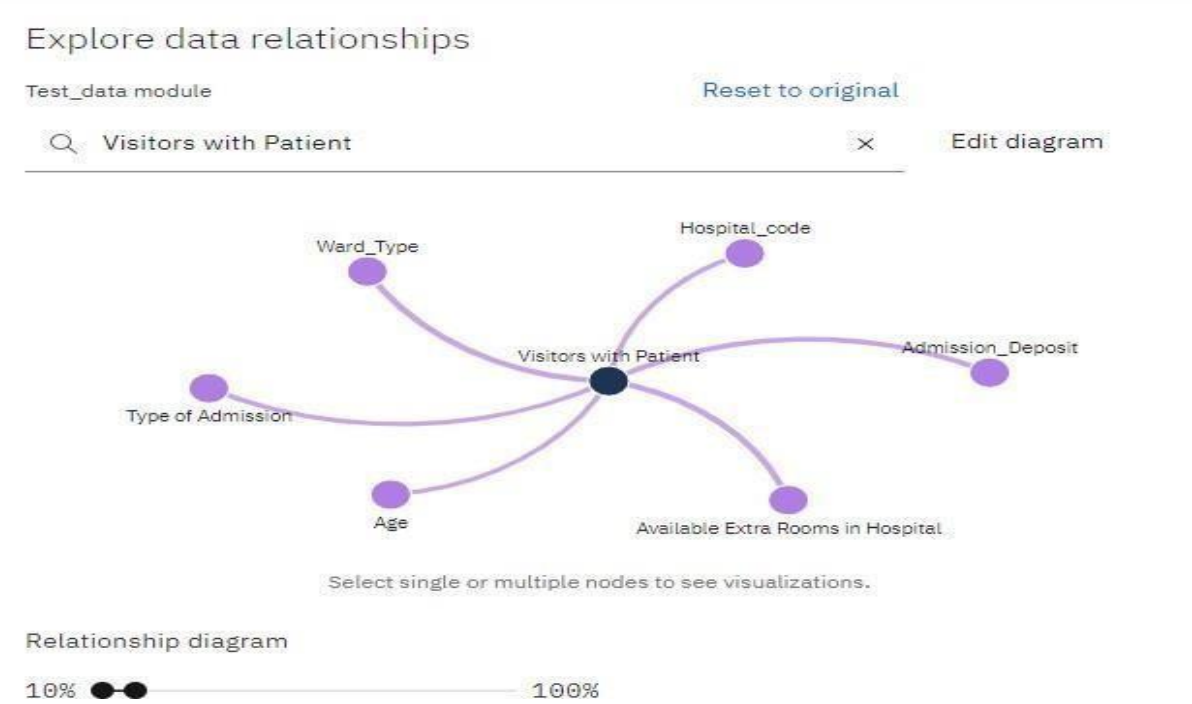 Explore data relationships
Test_data module
Reset to original
Visitors with Patient
Edit diagram
Hospital_code
Ward_Type
Admission_Deposit
Visitors with Patient
Type of Admission
Age
Available Extra Rooms in Hospital
Select single or multiple nodes to see visualizations.
Relationship diagram
10% 100%